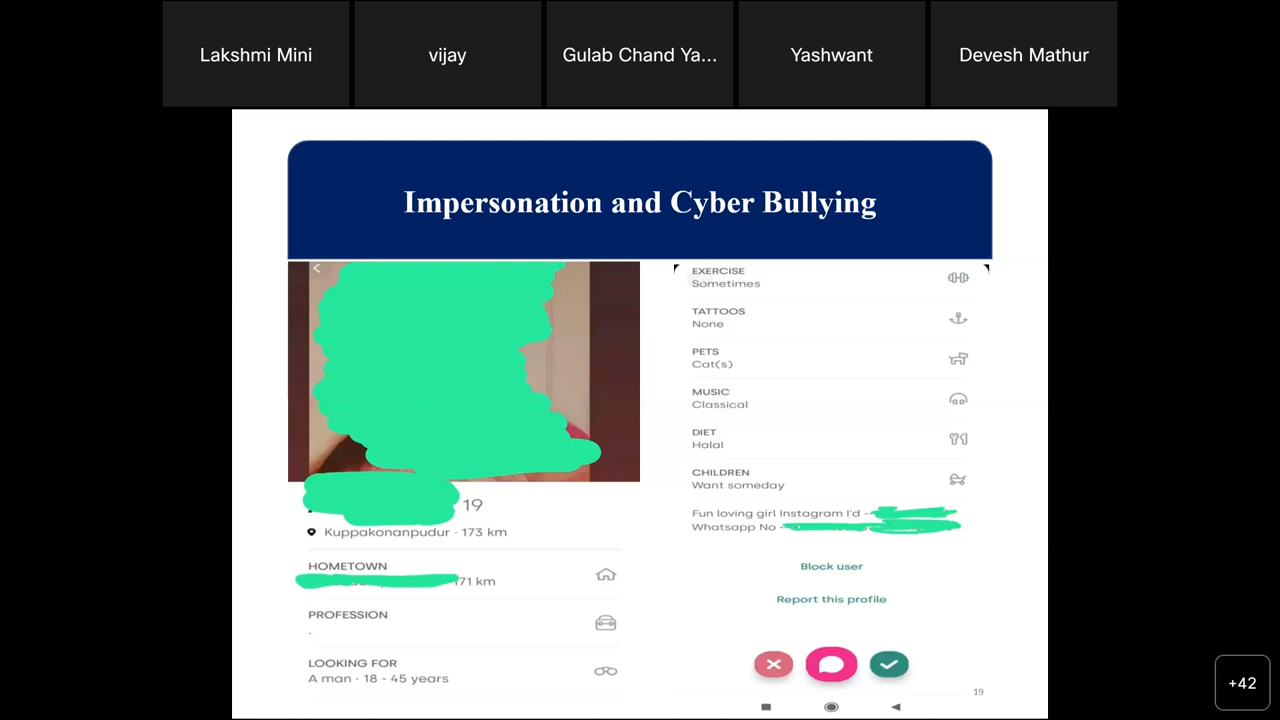 Lakshmi Mini
vijay
Gulab Chand Ya...
Yashwant
Devesh Mathur
Impersonation and Cyber Bullying
19
Kuppakonanpudur · 173 km
HOMETOWN
171 km
PROFESSION
-
LOOKING FOR
A man · 18 - 45 years
EXERCISE
Sometimes
TATTOOS
None
PETS
Cat(s)
MUSIC
Classical
DIET
Halal
CHILDREN
Want someday
Fun loving girl Instagram I'd -
Whatsapp No -
Block user
Report this profile
19
+42